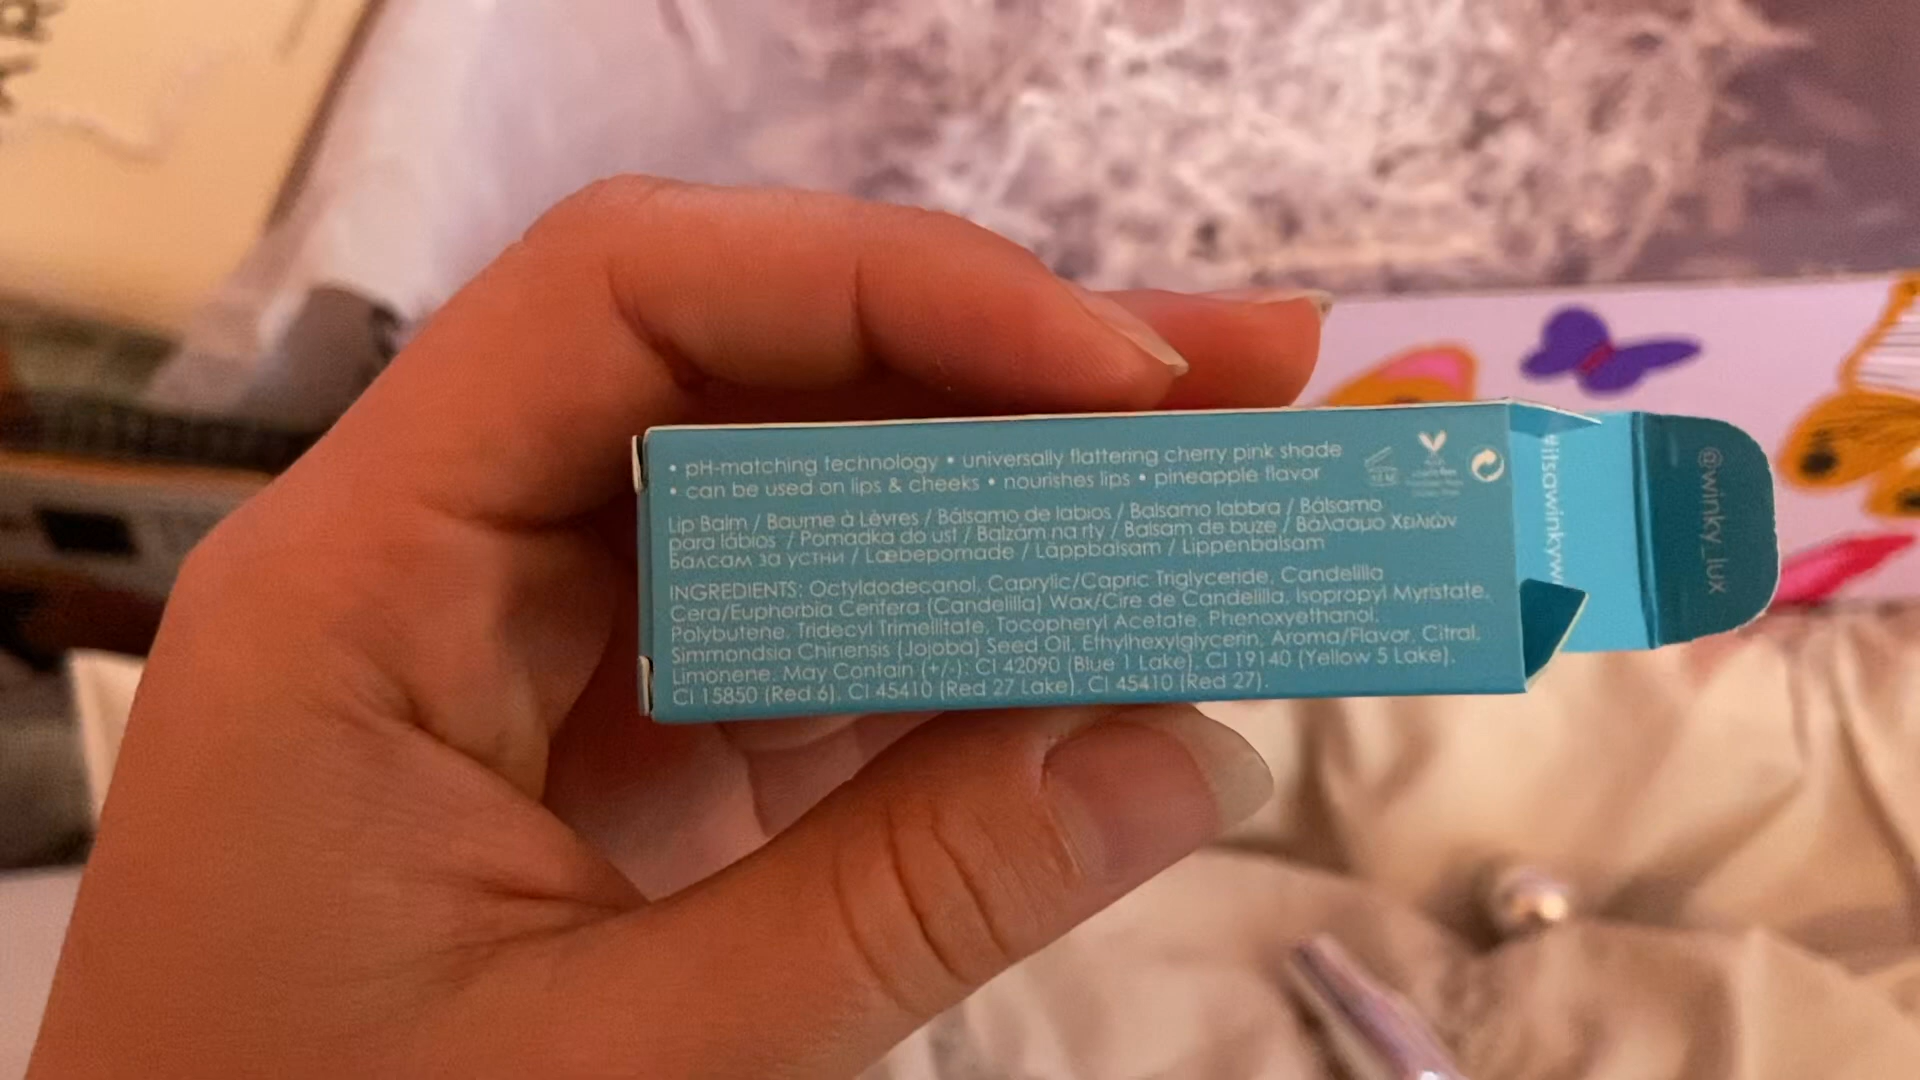 • pH-matching technology • universally flattering cherry pink shade
• can be used on lips & cheeks • nourishes lips • pineapple flavor
Lip Balm / Baume à Lèvres / Bálsamo de labios / Balsamo labbra / Bálsamo
para lábios / Pomadka do ust / Balzám na rty / Balsam de buze / Βάλσαμο Χειλιών
Балсам за устни / Læbepomade / Läppbalsam / Lippenbalsam
INGREDIENTS: Octyldodecanol, Caprylic/Capric Triglyceride, Candelilla
Cera/Euphorbia Cerifera (Candelilla) Wax/Cire de Candelilla, Isopropyl Myristate,
Polybutene, Tridecyl Trimellitate, Tocopheryl Acetate, Phenoxyethanol,
Simmondsia Chinensis (Jojoba) Seed Oil, Ethylhexylglycerin, Aroma/Flavor, Citral,
Limonene. May Contain (+/-): CI 42090 (Blue 1 Lake), CI 19140 (Yellow 5 Lake),
CI 15850 (Red 6), CI 45410 (Red 27 Lake), CI 45410 (Red 27).
@winky_lux